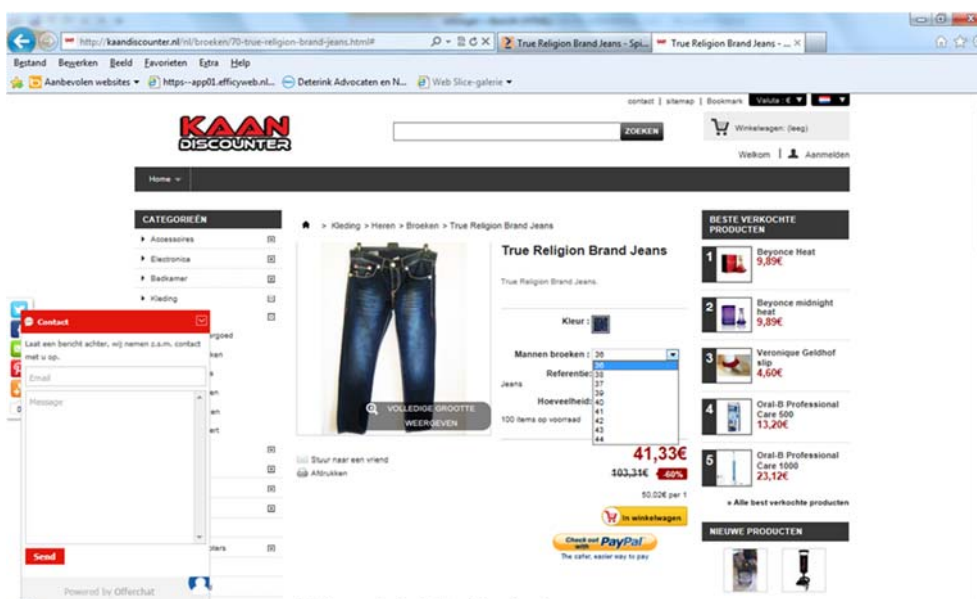 http://kaandiscounter.nl/nl/broeken/70-true-religion-brand-jeans.html#
True Religion Brand Jeans - Spi...
True Religion Brand Jeans - ...
Bestand Bewerken Beeld Favorieten Extra Help
Aanbevolen websites
https--app01.efficyweb.nl...
Deterink Advocaten en N...
Web Slice-galerie
contact | sitemap | Bookmark Valuta : €
KAAN
DISCOUNTER
ZOEKEN
Winkelwagen: (leeg)
Welkom | Aanmelden
Home
CATEGORIEËN
Accessoires
Electronica
Badkamer
Kleding
> Kleding > Heren > Broeken > True Religion Brand Jeans
VOLLEDIGE GROOTTE
WEERGEVEN
Stuur naar een vriend
Afdrukken
True Religion Brand Jeans
True Religion Brand Jeans.
Kleur :
Mannen broeken : 36
36
38
37
39
40
41
42
43
44
Referentie:
Jeans
Hoeveelheid:
100 items op voorraad
41,33€
103,31€ -60%
50.02€ per 1
In winkelwagen
Check out with PayPal
The safer, easier way to pay
BESTE VERKOCHTE
PRODUCTEN
1
Beyonce Heat
9,89€
2
Beyonce midnight
heat
9,89€
3
Veronique Geldhof
slip
4,60€
4
Oral-B Professional
Care 500
13,20€
5
Oral-B Professional
Care 1000
23,12€
» Alle best verkochte producten
NIEUWE PRODUCTEN
Contact
Laat een bericht achter, wij nemen z.s.m. contact
met u op.
Email
Message
Send
Powered by Offerchat